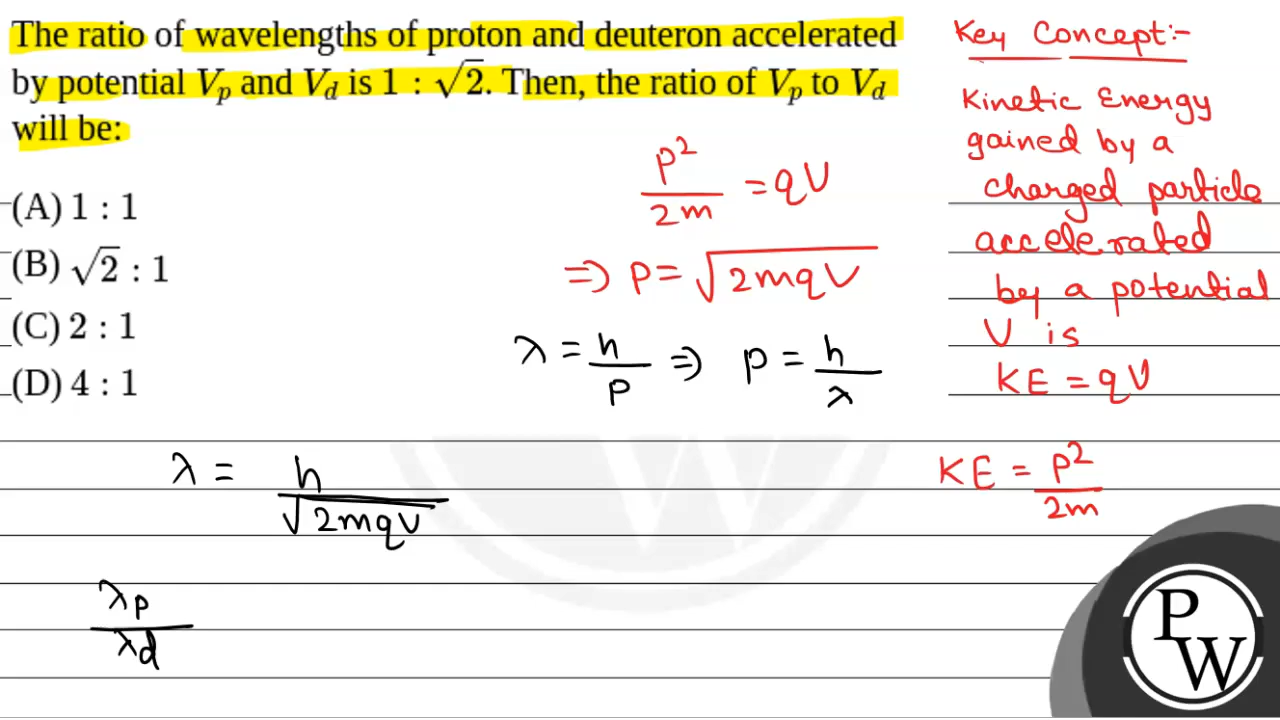 The ratio of wavelengths of proton and deuteron accelerated
by potential Vₚ and V_d is 1 : √2. Then, the ratio of Vₚ to V_d
will be:
(A) 1 : 1
(B) √2 : 1
(C) 2 : 1
(D) 4 : 1
p²/2m = qV
⇒ p = √2mqV
λ = h/p ⇒ p = h/λ
λ = h/√2mqV
λp/λd
Key Concept:-
Kinetic Energy
gained by a
charged particle
accelerated
by a potential
V is
KE = qV
KE = p²/2m
PW